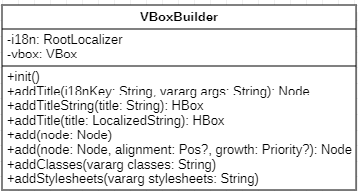 VBoxBuilder
-i18n: RootLocalizer
-vbox: VBox
+init()
+addTitle(i18nKey: String, vararg args: String): Node
+addTitleString(title: String): HBox
+addTitle(title: LocalizedString): HBox
+add(node: Node)
+add(node: Node, alignment: Pos?, growth: Priority?): Node
+addClasses(vararg classes: String)
+addStylesheets(vararg stylesheets: String)